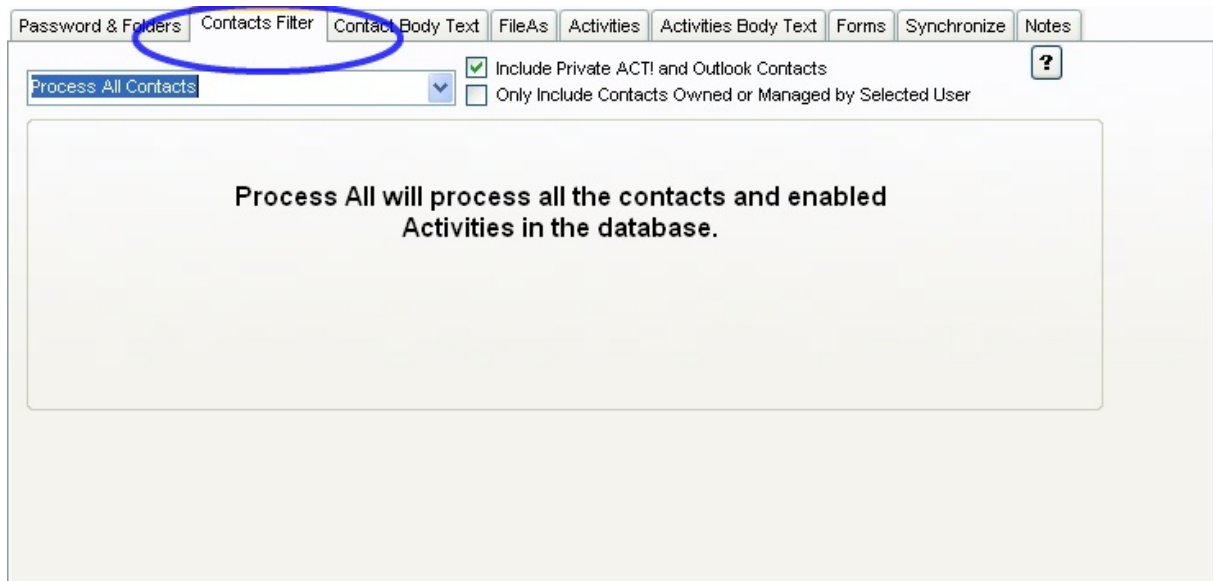 Password & Folders Contacts Filter Contact Body Text FileAs Activities Activities Body Text Forms Synchronize Notes
Include Private ACT! and Outlook Contacts
?
Process All Contacts
Only Include Contacts Owned or Managed by Selected User
Process All will process all the contacts and enabled
Activities in the database.